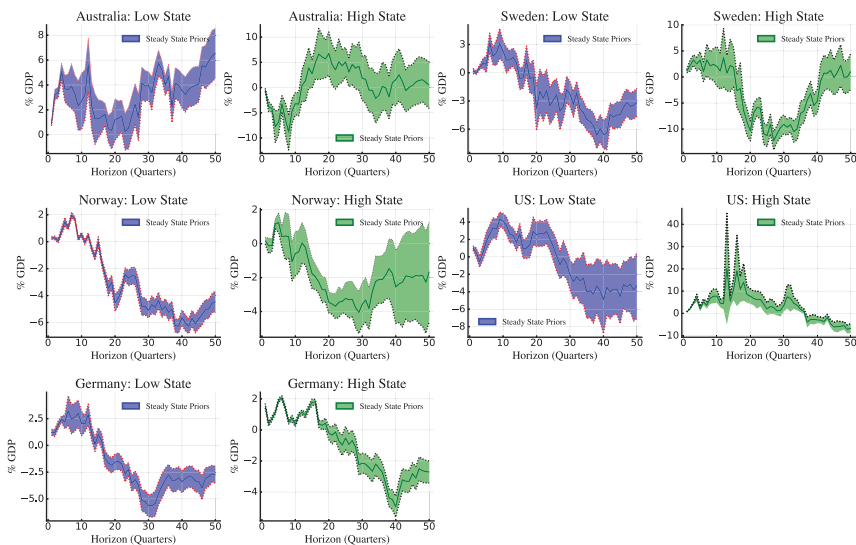 Australia: Low State
% GDP
8
6
4
2
0
Steady State Priors
0 10 20 30 40 50
Horizon (Quarters)
Australia: High State
% GDP
10
5
0
−5
−10
Steady State Priors
0 10 20 30 40 50
Horizon (Quarters)
Sweden: Low State
% GDP
3
0
−3
−6
Steady State Priors
0 10 20 30 40 50
Horizon (Quarters)
Sweden: High State
% GDP
10
5
0
−5
−10
Steady State Priors
0 10 20 30 40 50
Horizon (Quarters)
Norway: Low State
% GDP
2
0
−2
−4
−6
Steady State Priors
0 10 20 30 40 50
Horizon (Quarters)
Norway: High State
% GDP
2
0
−2
−4
Steady State Priors
0 10 20 30 40 50
Horizon (Quarters)
US: Low State
% GDP
4
2
0
−2
−4
−6
−8
Steady State Priors
0 10 20 30 40 50
Horizon (Quarters)
US: High State
% GDP
40
30
20
10
0
Steady State Priors
0 10 20 30 40 50
Horizon (Quarters)
Germany: Low State
% GDP
2.5
0.0
−2.5
−5.0
Steady State Priors
0 10 20 30 40 50
Horizon (Quarters)
Germany: High State
% GDP
2
0
−2
−4
Steady State Priors
0 10 20 30 40 50
Horizon (Quarters)